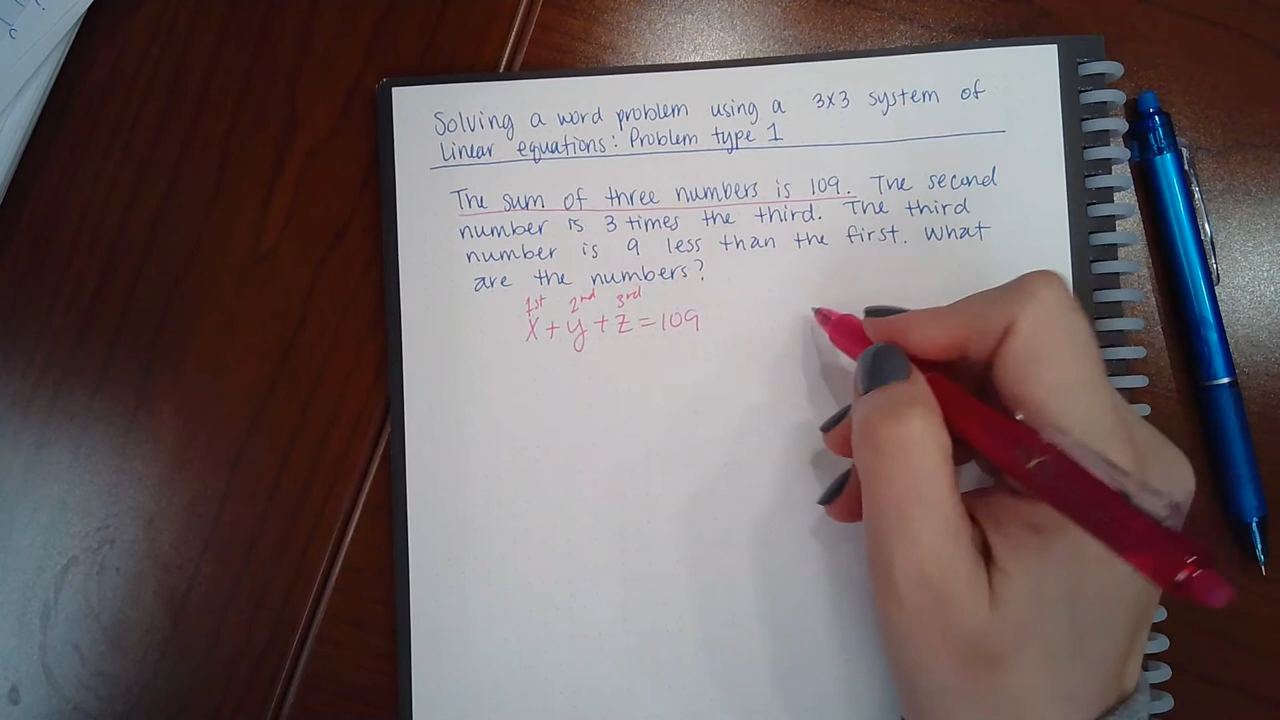 Solving a word problem using a 3x3 system of
linear equations: Problem type 1
The sum of three numbers is 109. The second
number is 3 times the third. The third
number is 9 less than the first. What
are the numbers?
1st 2nd 3rd
x+y+z=109